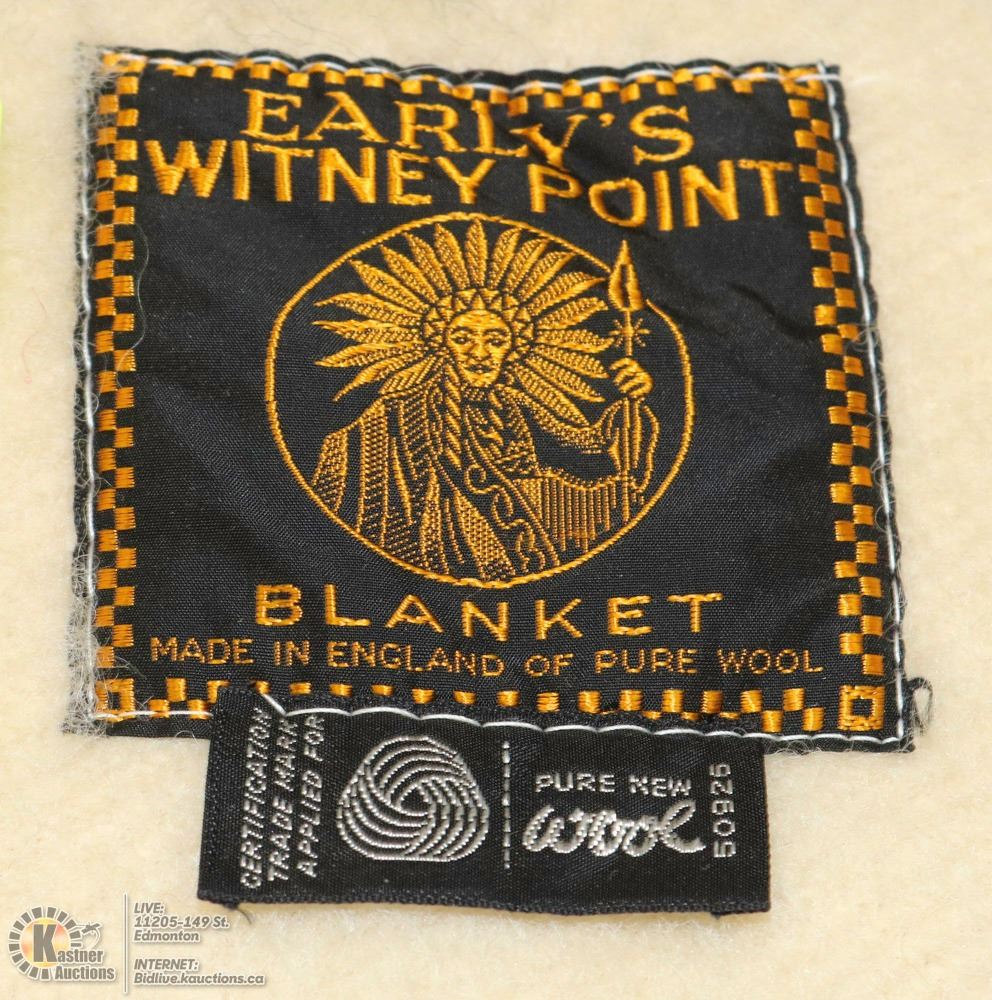 EARLY'S
WITNEY POINT
BLANKET
MADE IN ENGLAND OF PURE WOOL
CERTIFICATION
TRADE MARK
APPLIED FOR
PURE NEW
wool
50925
Kastner
Auctions
LIVE:
11205-149 St.
Edmonton
INTERNET:
Bidlive.kauctions.ca